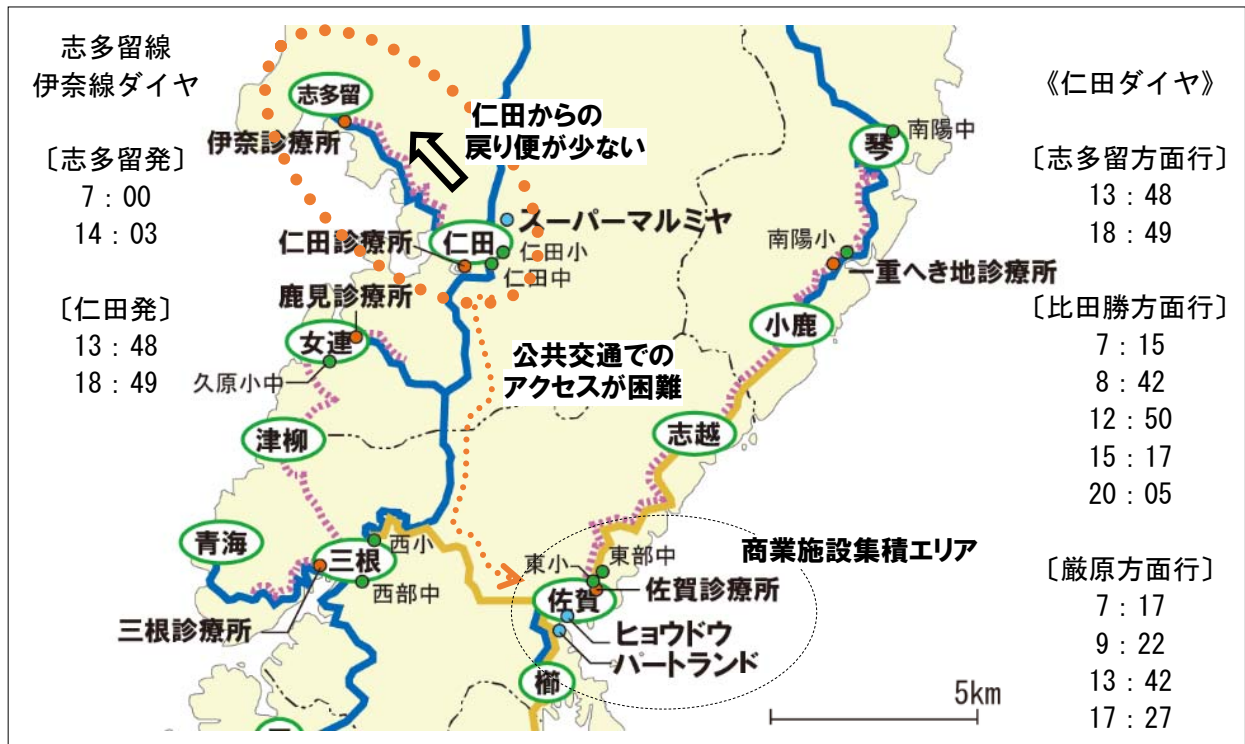 志多留線
伊奈線ダイヤ
〔志多留発〕
7：00
14：03
〔仁田発〕
13：48
18：49
志多留
伊奈診療所
仁田からの
戻り便が少ない
スーパーマルミヤ
仁田診療所
仁田
仁田小
仁田中
鹿見診療所
女連
久原小中
公共交通での
アクセスが困難
津柳
青海
三根
西小
西部中
三根診療所
琴
南陽中
南陽小
一重へき地診療所
小鹿
志越
商業施設集積エリア
東小
東部中
佐賀
佐賀診療所
ヒョウドウ
ハートランド
櫛
5km
《仁田ダイヤ》
〔志多留方面行〕
13：48
18：49
〔比田勝方面行〕
7：15
8：42
12：50
15：17
20：05
〔厳原方面行〕
7：17
9：22
13：42
17：27